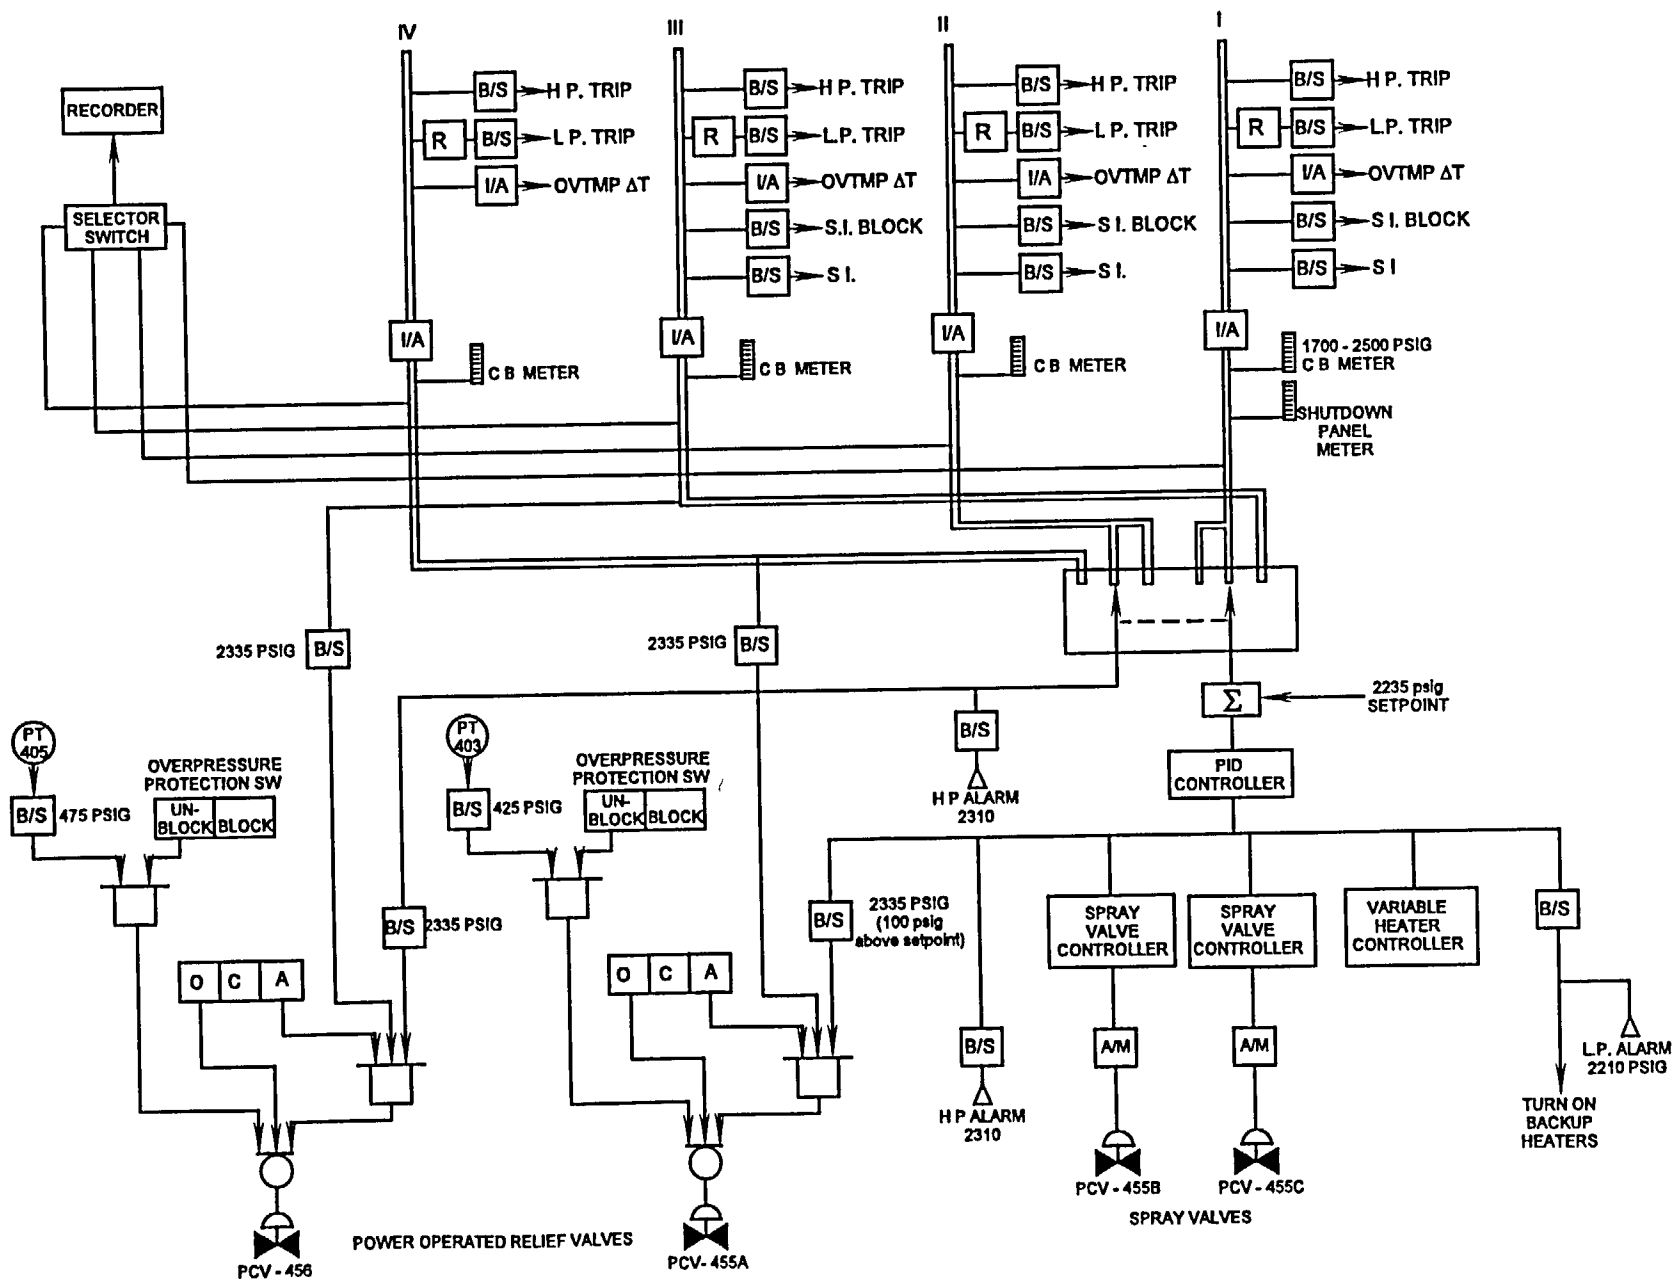 IV
III
II
I
RECORDER
SELECTOR
SWITCH
B/S H P. TRIP
R B/S L P. TRIP
I/A OVTMP ΔT
I/A
C B METER
B/S H P. TRIP
R B/S L.P. TRIP
I/A OVTMP ΔT
B/S S.I. BLOCK
B/S S I.
I/A
C B METER
B/S H P. TRIP
R B/S L P. TRIP
I/A OVTMP ΔT
B/S S I. BLOCK
B/S S I.
I/A
C B METER
B/S H P. TRIP
R B/S L.P. TRIP
I/A OVTMP ΔT
B/S S I. BLOCK
B/S S I
I/A
1700 - 2500 PSIG
C B METER
SHUTDOWN
PANEL
METER
2335 PSIG B/S
2335 PSIG B/S
Σ
2235 psig
SETPOINT
PID
CONTROLLER
PT
405
B/S 475 PSIG
OVERPRESSURE
PROTECTION SW
UN-
BLOCK BLOCK
PT
403
B/S 425 PSIG
OVERPRESSURE
PROTECTION SW
UN-
BLOCK BLOCK
B/S
H P ALARM
2310
B/S 2335 PSIG
O C A
O C A
B/S
2335 PSIG
(100 psig
above setpoint)
B/S
H P ALARM
2310
SPRAY
VALVE
CONTROLLER
SPRAY
VALVE
CONTROLLER
VARIABLE
HEATER
CONTROLLER
B/S
A/M
A/M
L.P. ALARM
2210 PSIG
TURN ON
BACKUP
HEATERS
PCV - 455B
PCV - 455C
SPRAY VALVES
POWER OPERATED RELIEF VALVES
PCV - 456
PCV - 455A